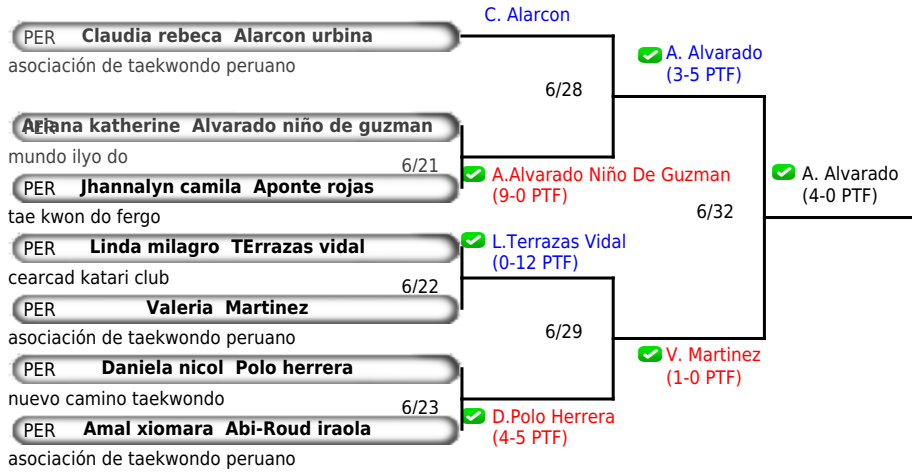 C. Alarcon
PER Claudia rebeca Alarcon urbina
asociación de taekwondo peruano
A. Alvarado
(3-5 PTF)
6/28
PER Ariana katherine Alvarado niño de guzman
mundo ilyo do
6/21
A.Alvarado Niño De Guzman
(9-0 PTF)
A. Alvarado
(4-0 PTF)
PER Jhannalyn camila Aponte rojas
tae kwon do fergo
6/32
PER Linda milagro TErrazas vidal
L.Terrazas Vidal
(0-12 PTF)
cearcad katari club
6/22
PER Valeria Martinez
asociación de taekwondo peruano
6/29
V. Martinez
(1-0 PTF)
PER Daniela nicol Polo herrera
nuevo camino taekwondo
6/23
D.Polo Herrera
(4-5 PTF)
PER Amal xiomara Abi-Roud iraola
asociación de taekwondo peruano